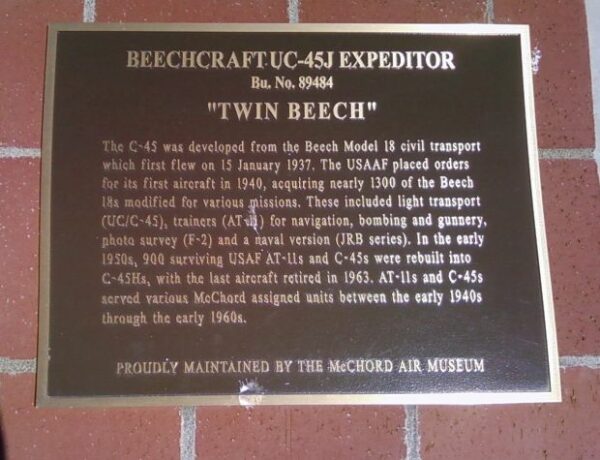 BEECHCRAFT UC-45J EXPEDITOR
Bu. No. 89484
"TWIN BEECH"
The C-45 was developed from the Beech Model 18 civil transport
which first flew on 15 January 1937. The USAAF placed orders
for its first aircraft in 1940, acquiring nearly 1300 of the Beech
18s modified for various missions. These included light transport
(UC/C-45), trainers (AT-11) for navigation, bombing and gunnery,
photo survey (F-2) and a naval version (JRB series). In the early
1950s, 900 surviving USAF AT-11s and C-45s were rebuilt into
C-45Hs, with the last aircraft retired in 1963. AT-11s and C-45s
served various McChord assigned units between the early 1940s
through the early 1960s.
PROUDLY MAINTAINED BY THE McCHORD AIR MUSEUM